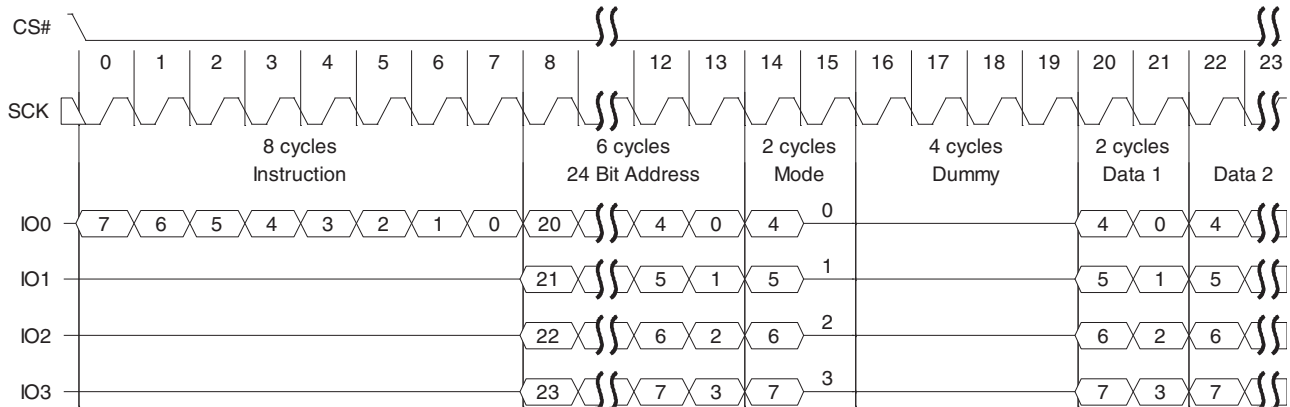 CS#
0 1 2 3 4 5 6 7 8 12 13 14 15 16 17 18 19 20 21 22 23
SCK
8 cycles 6 cycles 2 cycles 4 cycles 2 cycles
Instruction 24 Bit Address Mode Dummy Data 1 Data 2
IO0 7 6 5 4 3 2 1 0 20 4 0 4 0 4 0 4
IO1 21 5 1 5 1 5 1 5
IO2 22 6 2 6 2 6 2 6
IO3 23 7 3 7 3 7 3 7